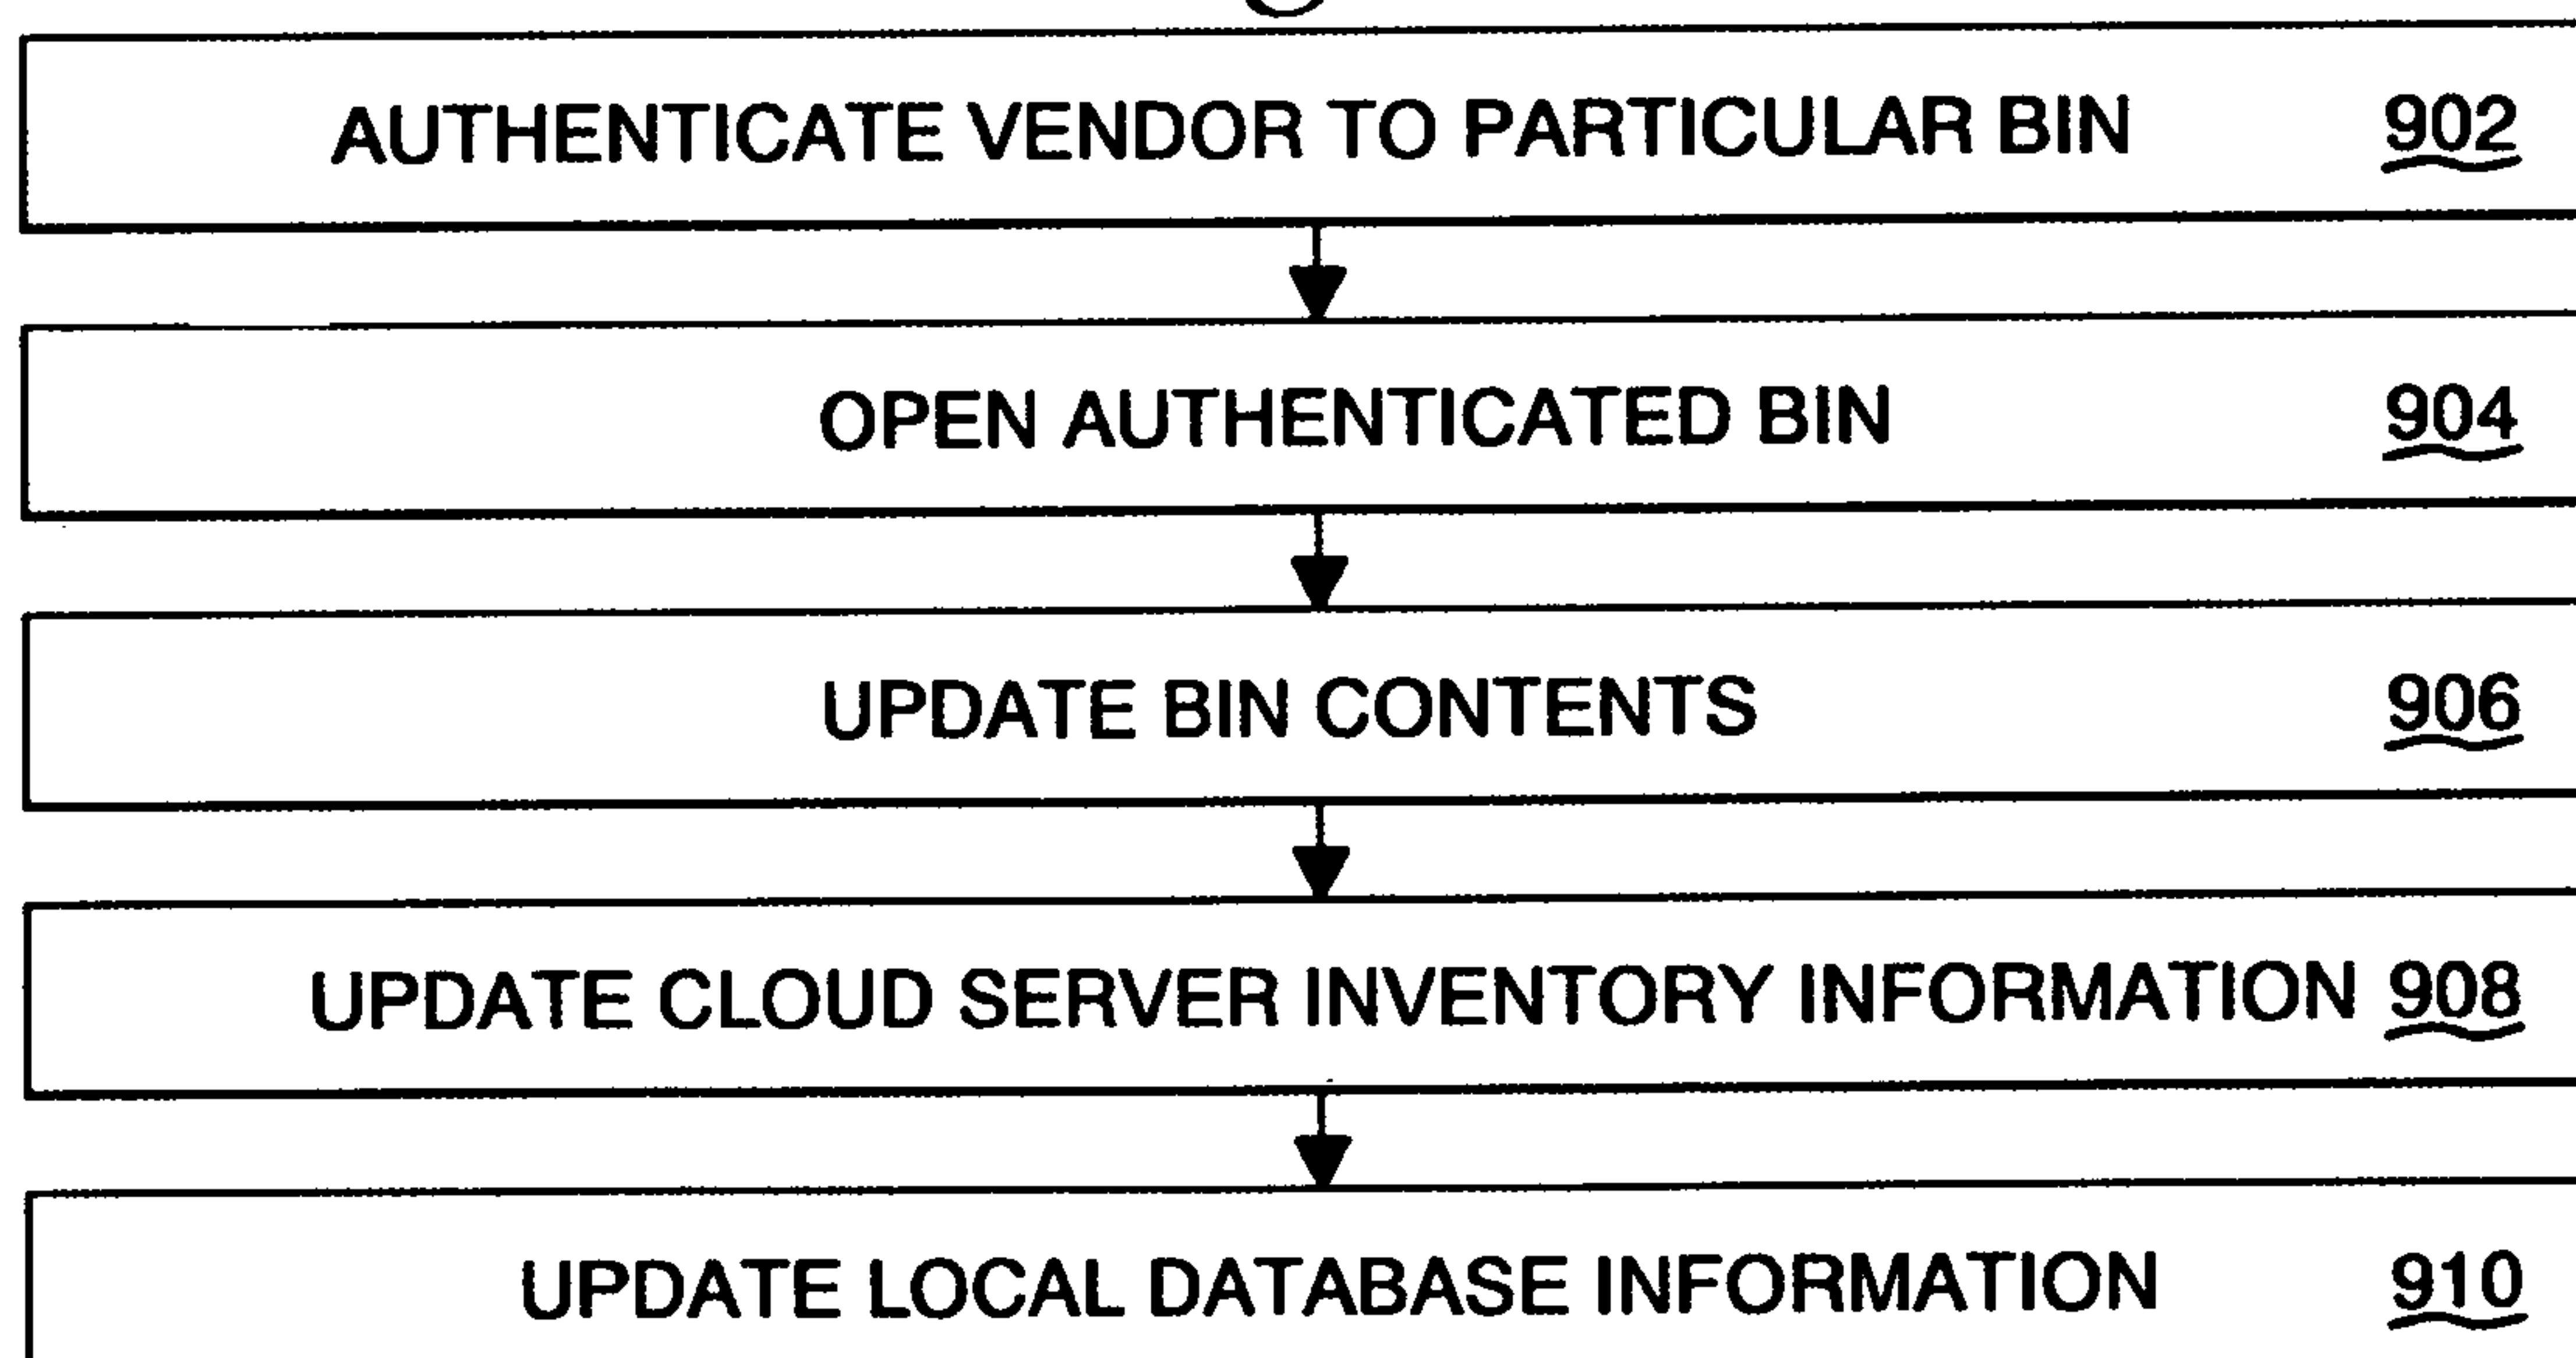 AUTHENTICATE VENDOR TO PARTICULAR BIN 902
OPEN AUTHENTICATED BIN 904
UPDATE BIN CONTENTS 906
UPDATE CLOUD SERVER INVENTORY INFORMATION 908
UPDATE LOCAL DATABASE INFORMATION 910